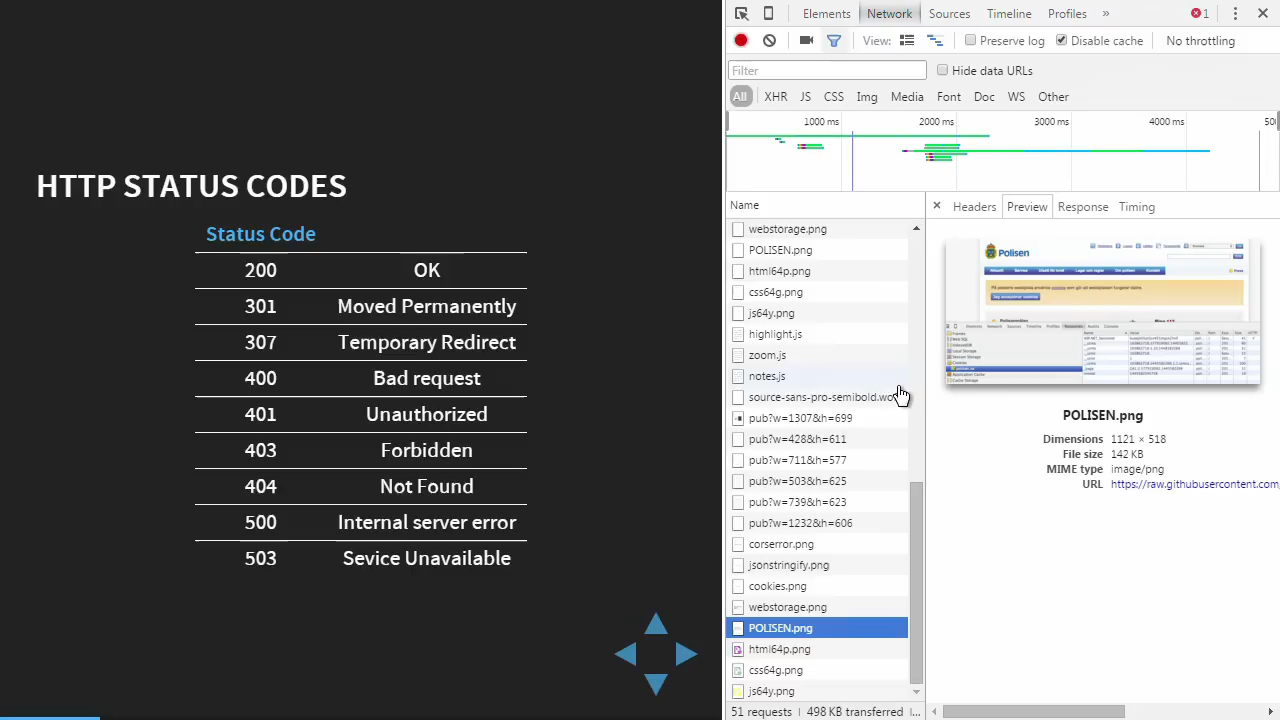 HTTP STATUS CODES
Status Code
200 OK
301 Moved Permanently
307 Temporary Redirect
400 Bad request
401 Unauthorized
403 Forbidden
404 Not Found
500 Internal server error
503 Sevice Unavailable
Elements Network Sources Timeline Profiles » 1
View: Preserve log Disable cache No throttling
Filter Hide data URLs
All XHR JS CSS Img Media Font Doc WS Other
1000 ms 2000 ms 3000 ms 4000 ms 50
Name
× Headers Preview Response Timing
webstorage.png
POLISEN.png
html64p.png
css64g.png
js64y.png
highlight.js
source-sans-pro-semibold.wo
pub?w=1307&h=699
pub?w=428&h=611
pub?w=711&h=577
pub?w=503&h=625
pub?w=739&h=623
pub?w=1232&h=606
corserror.png
jsonstringify.png
cookies.png
webstorage.png
POLISEN.png
html64p.png
css64g.png
js64y.png
51 requests | 498 KB transferred |...
Polisen
POLISEN.png
Dimensions 1121 × 518
File size 142 KB
MIME type image/png
URL https://raw.githubusercontent.com